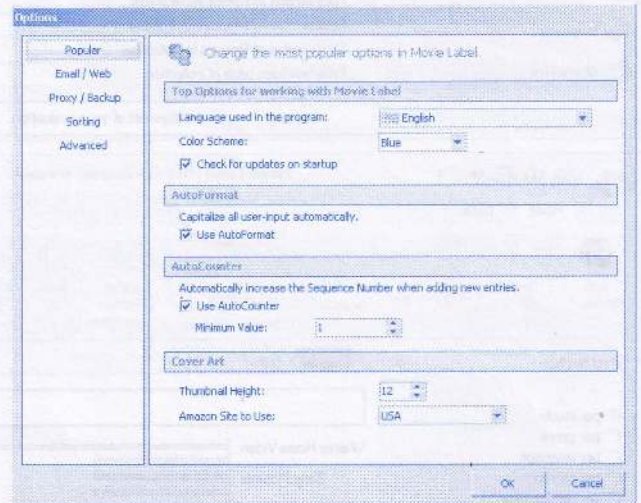 Options
Popular
Email / Web
Proxy / Backup
Sorting
Advanced
Change the most popular options in Movie Label.
Top Options for working with Movie Label
Language used in the program: English
Color Scheme: Blue
Check for updates on startup
AutoFormat
Capitalize all user-input automatically.
Use AutoFormat
AutoCounter
Automatically increase the Sequence Number when adding new entries.
Use AutoCounter
Minimum Value: 1
Cover Art
Thumbnail Height: 12
Amazon Site to Use: USA
OK Cancel